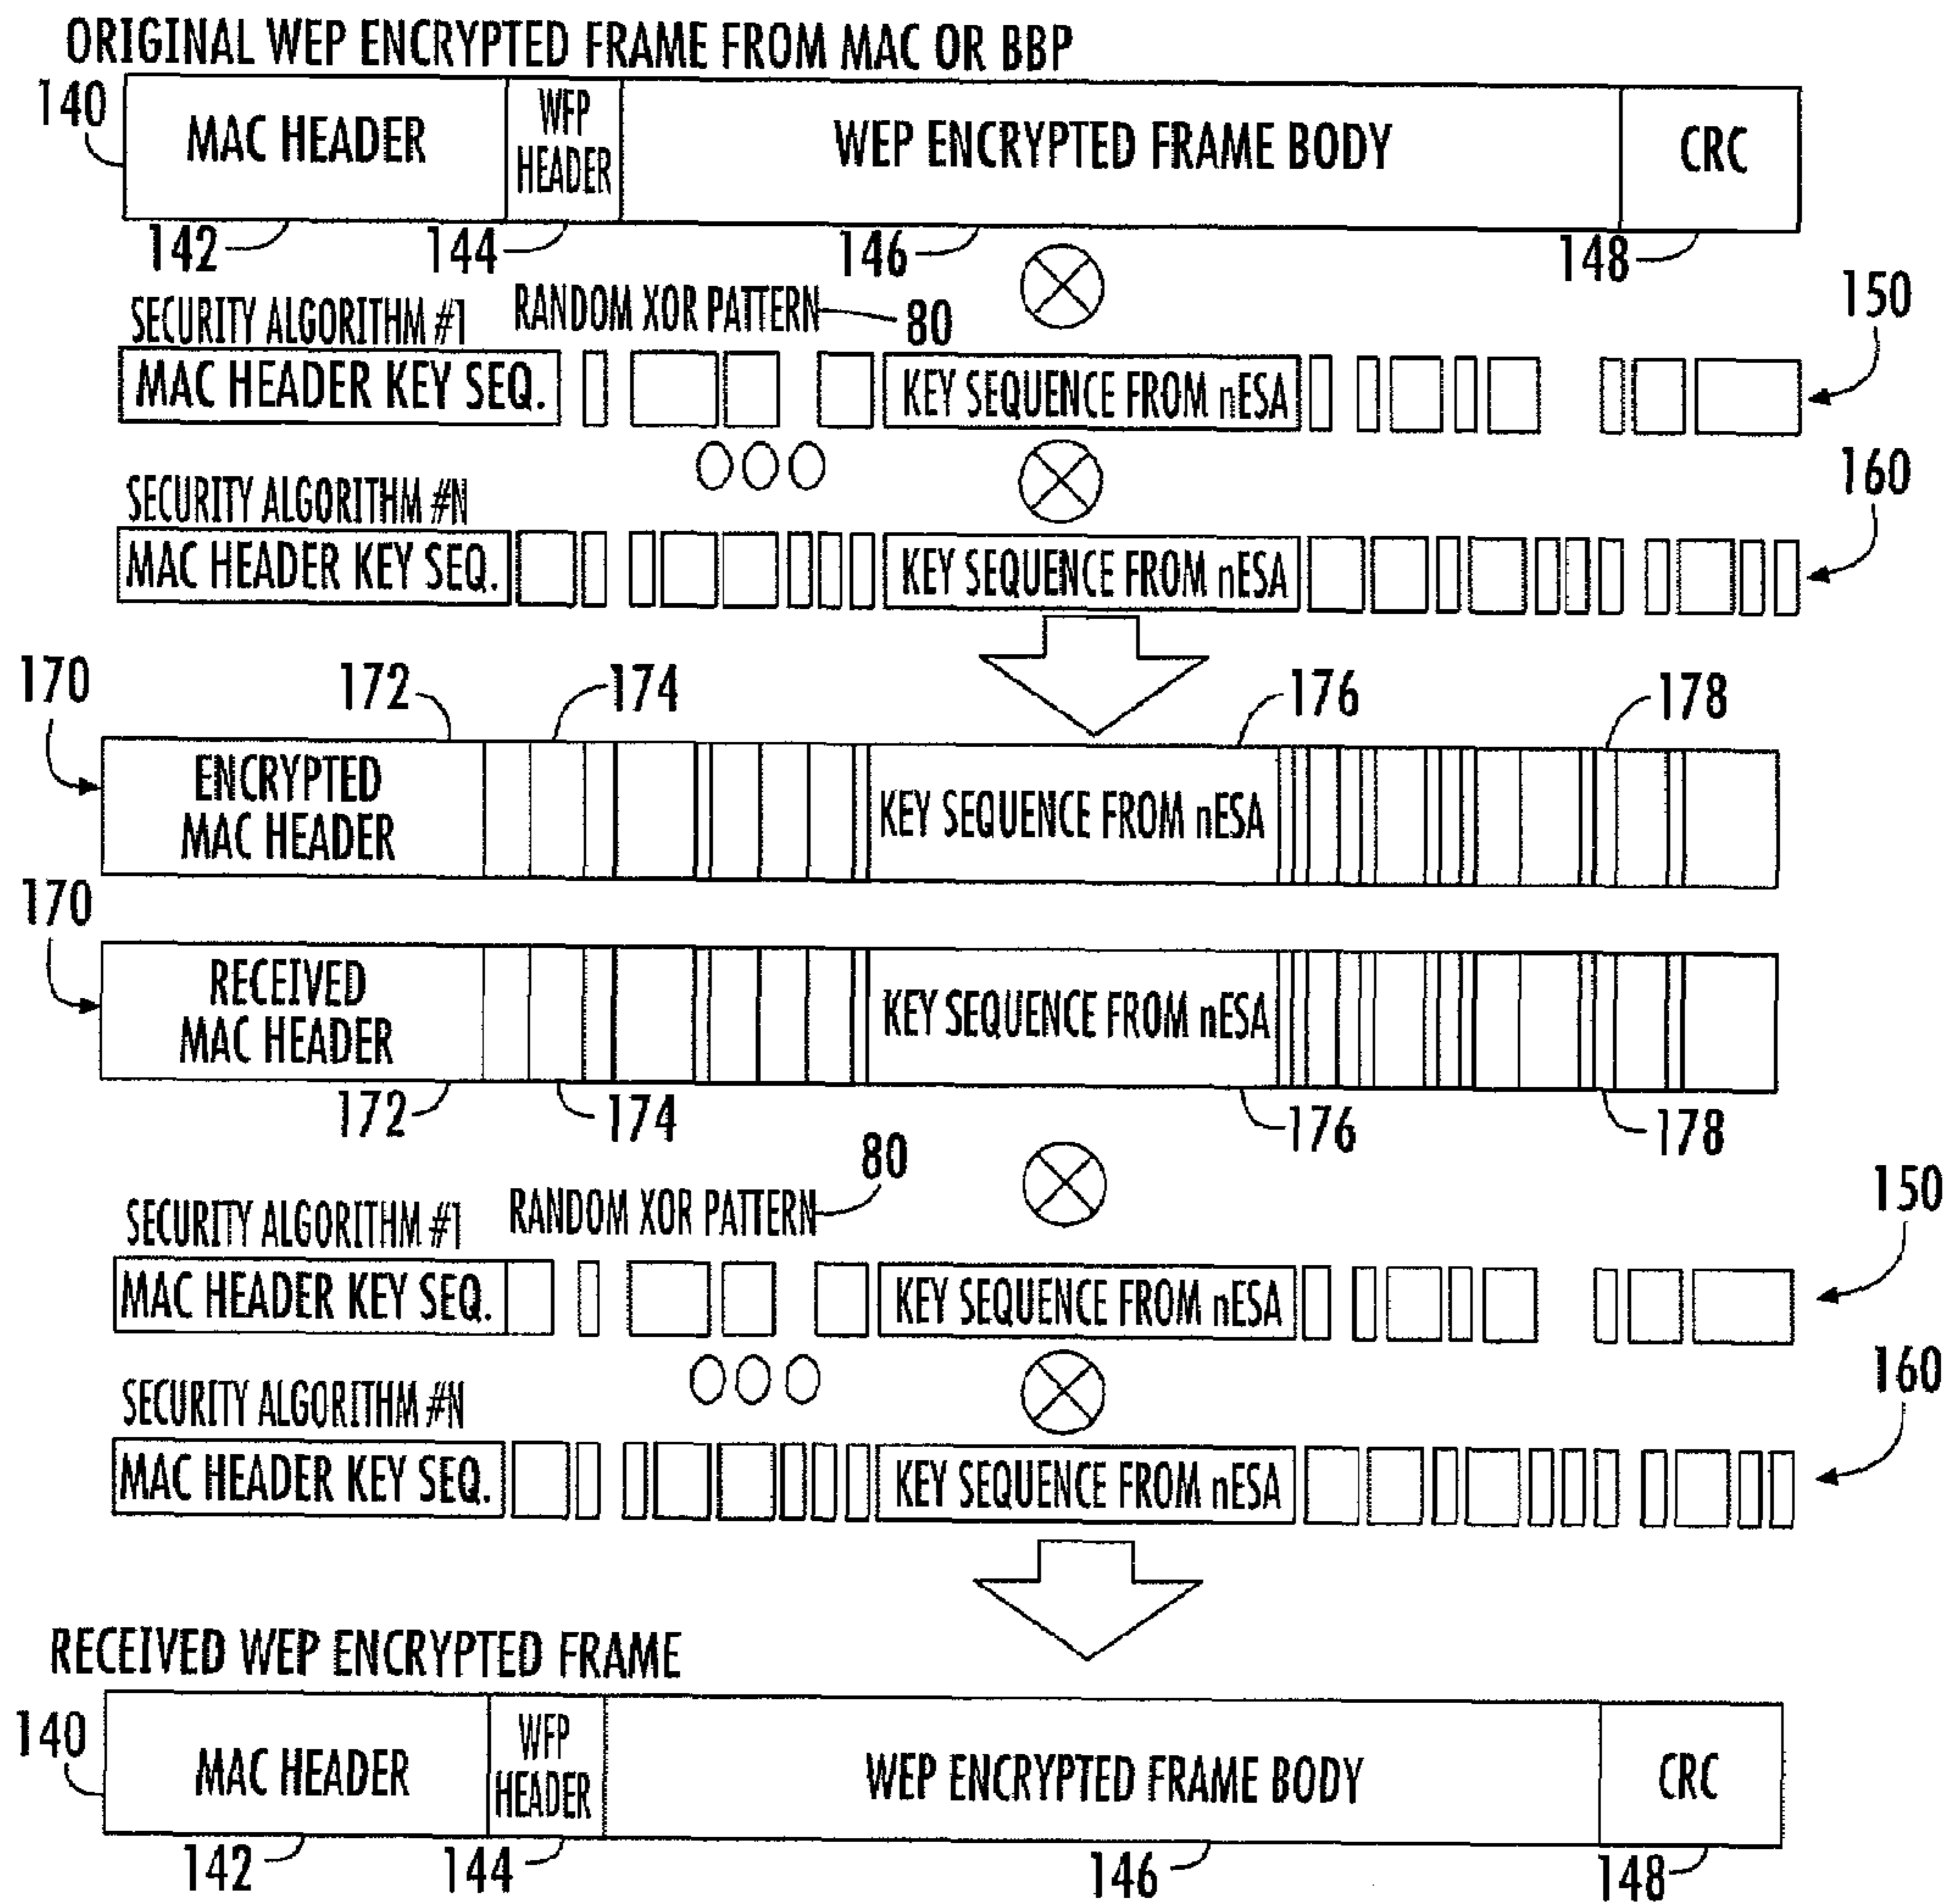 ORIGINAL WEP ENCRYPTED FRAME FROM MAC OR BBP
140
MAC HEADER
WFP
HEADER
WEP ENCRYPTED FRAME BODY
CRC
142
144
146
148
SECURITY ALGORITHM #1
RANDOM XOR PATTERN
80
150
MAC HEADER KEY SEQ.
KEY SEQUENCE FROM nESA
SECURITY ALGORITHM #N
160
MAC HEADER KEY SEQ.
KEY SEQUENCE FROM nESA
170
172
174
176
178
ENCRYPTED
MAC HEADER
KEY SEQUENCE FROM nESA
170
RECEIVED
MAC HEADER
KEY SEQUENCE FROM nESA
172
174
176
178
SECURITY ALGORITHM #1
RANDOM XOR PATTERN
80
150
MAC HEADER KEY SEQ.
KEY SEQUENCE FROM nESA
SECURITY ALGORITHM #N
160
MAC HEADER KEY SEQ.
KEY SEQUENCE FROM nESA
RECEIVED WEP ENCRYPTED FRAME
140
MAC HEADER
WFP
HEADER
WEP ENCRYPTED FRAME BODY
CRC
142
144
146
148